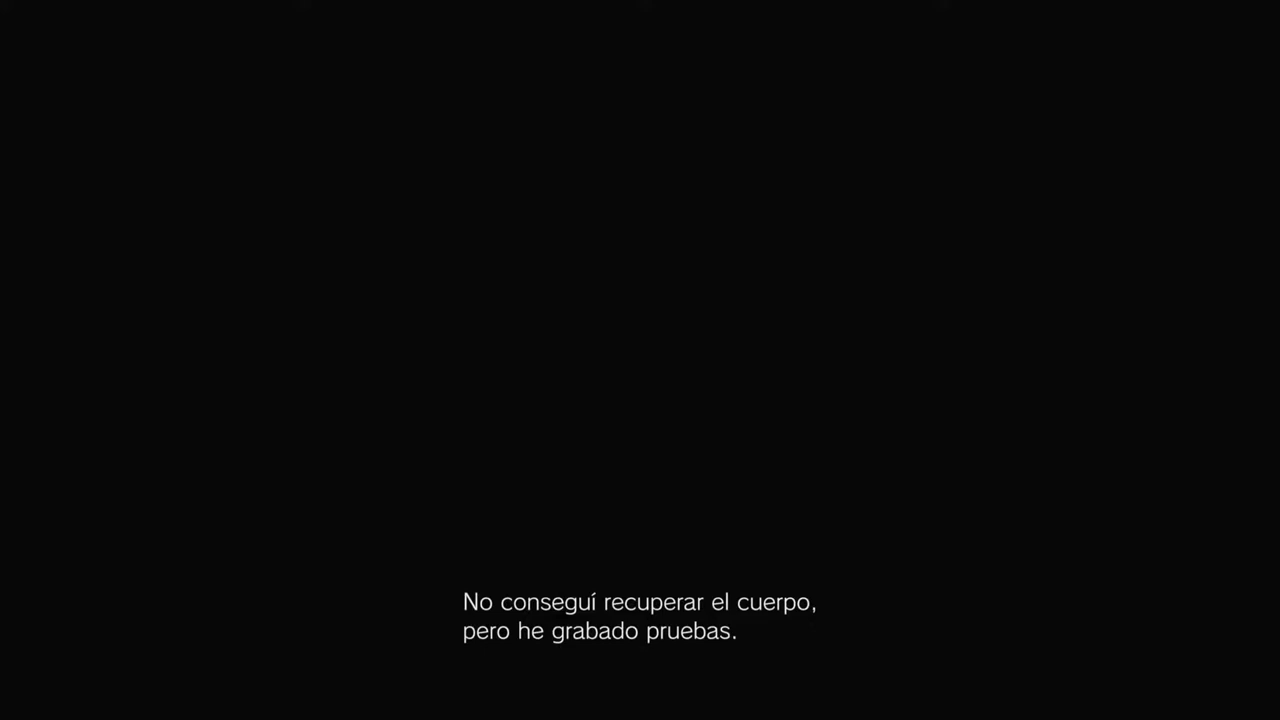 No conseguí recuperar el cuerpo,
pero he grabado pruebas.